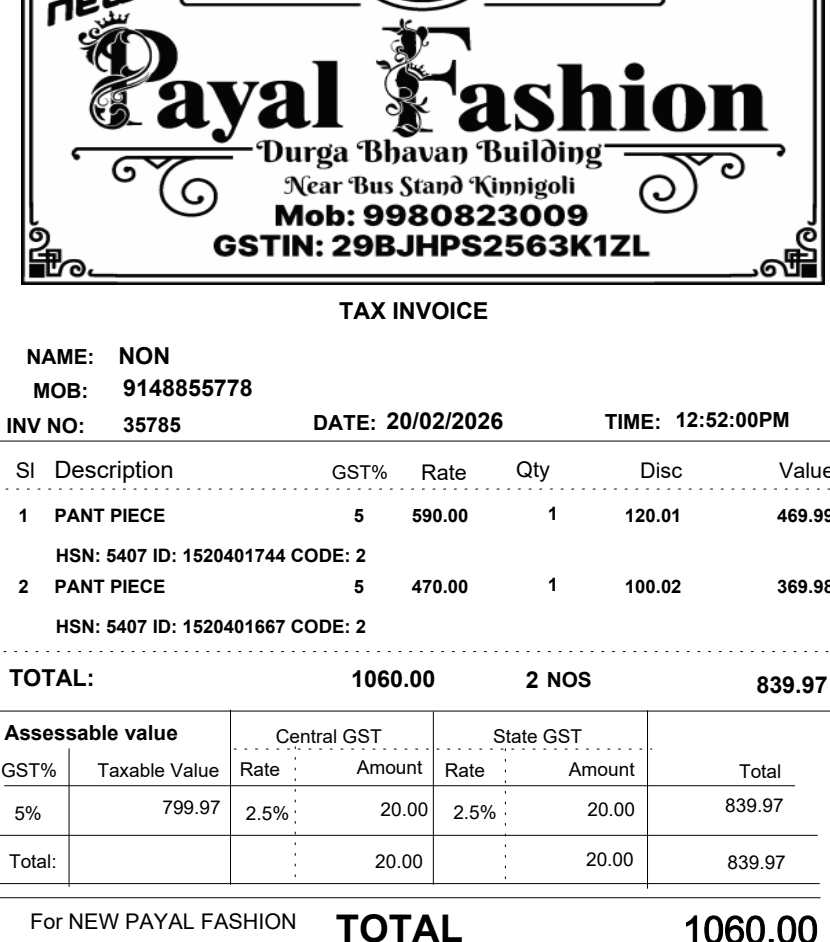 new
Payal Fashion
Durga Bhavan Building
Near Bus Stand Kinnigoli
Mob: 9980823009
GSTIN: 29BJHPS2563K1ZL
TAX INVOICE
NAME: NON
MOB: 9148855778
INV NO: 35785 DATE: 20/02/2026 TIME: 12:52:00PM
Sl Description GST% Rate Qty Disc Value
1 PANT PIECE 5 590.00 1 120.01 469.99
HSN: 5407 ID: 1520401744 CODE: 2
2 PANT PIECE 5 470.00 1 100.02 369.98
HSN: 5407 ID: 1520401667 CODE: 2
TOTAL: 1060.00 2 NOS 839.97
Assessable value Central GST State GST
GST% Taxable Value Rate Amount Rate Amount Total
5% 799.97 2.5% 20.00 2.5% 20.00 839.97
Total: 20.00 20.00 839.97
For NEW PAYAL FASHION TOTAL 1060.00